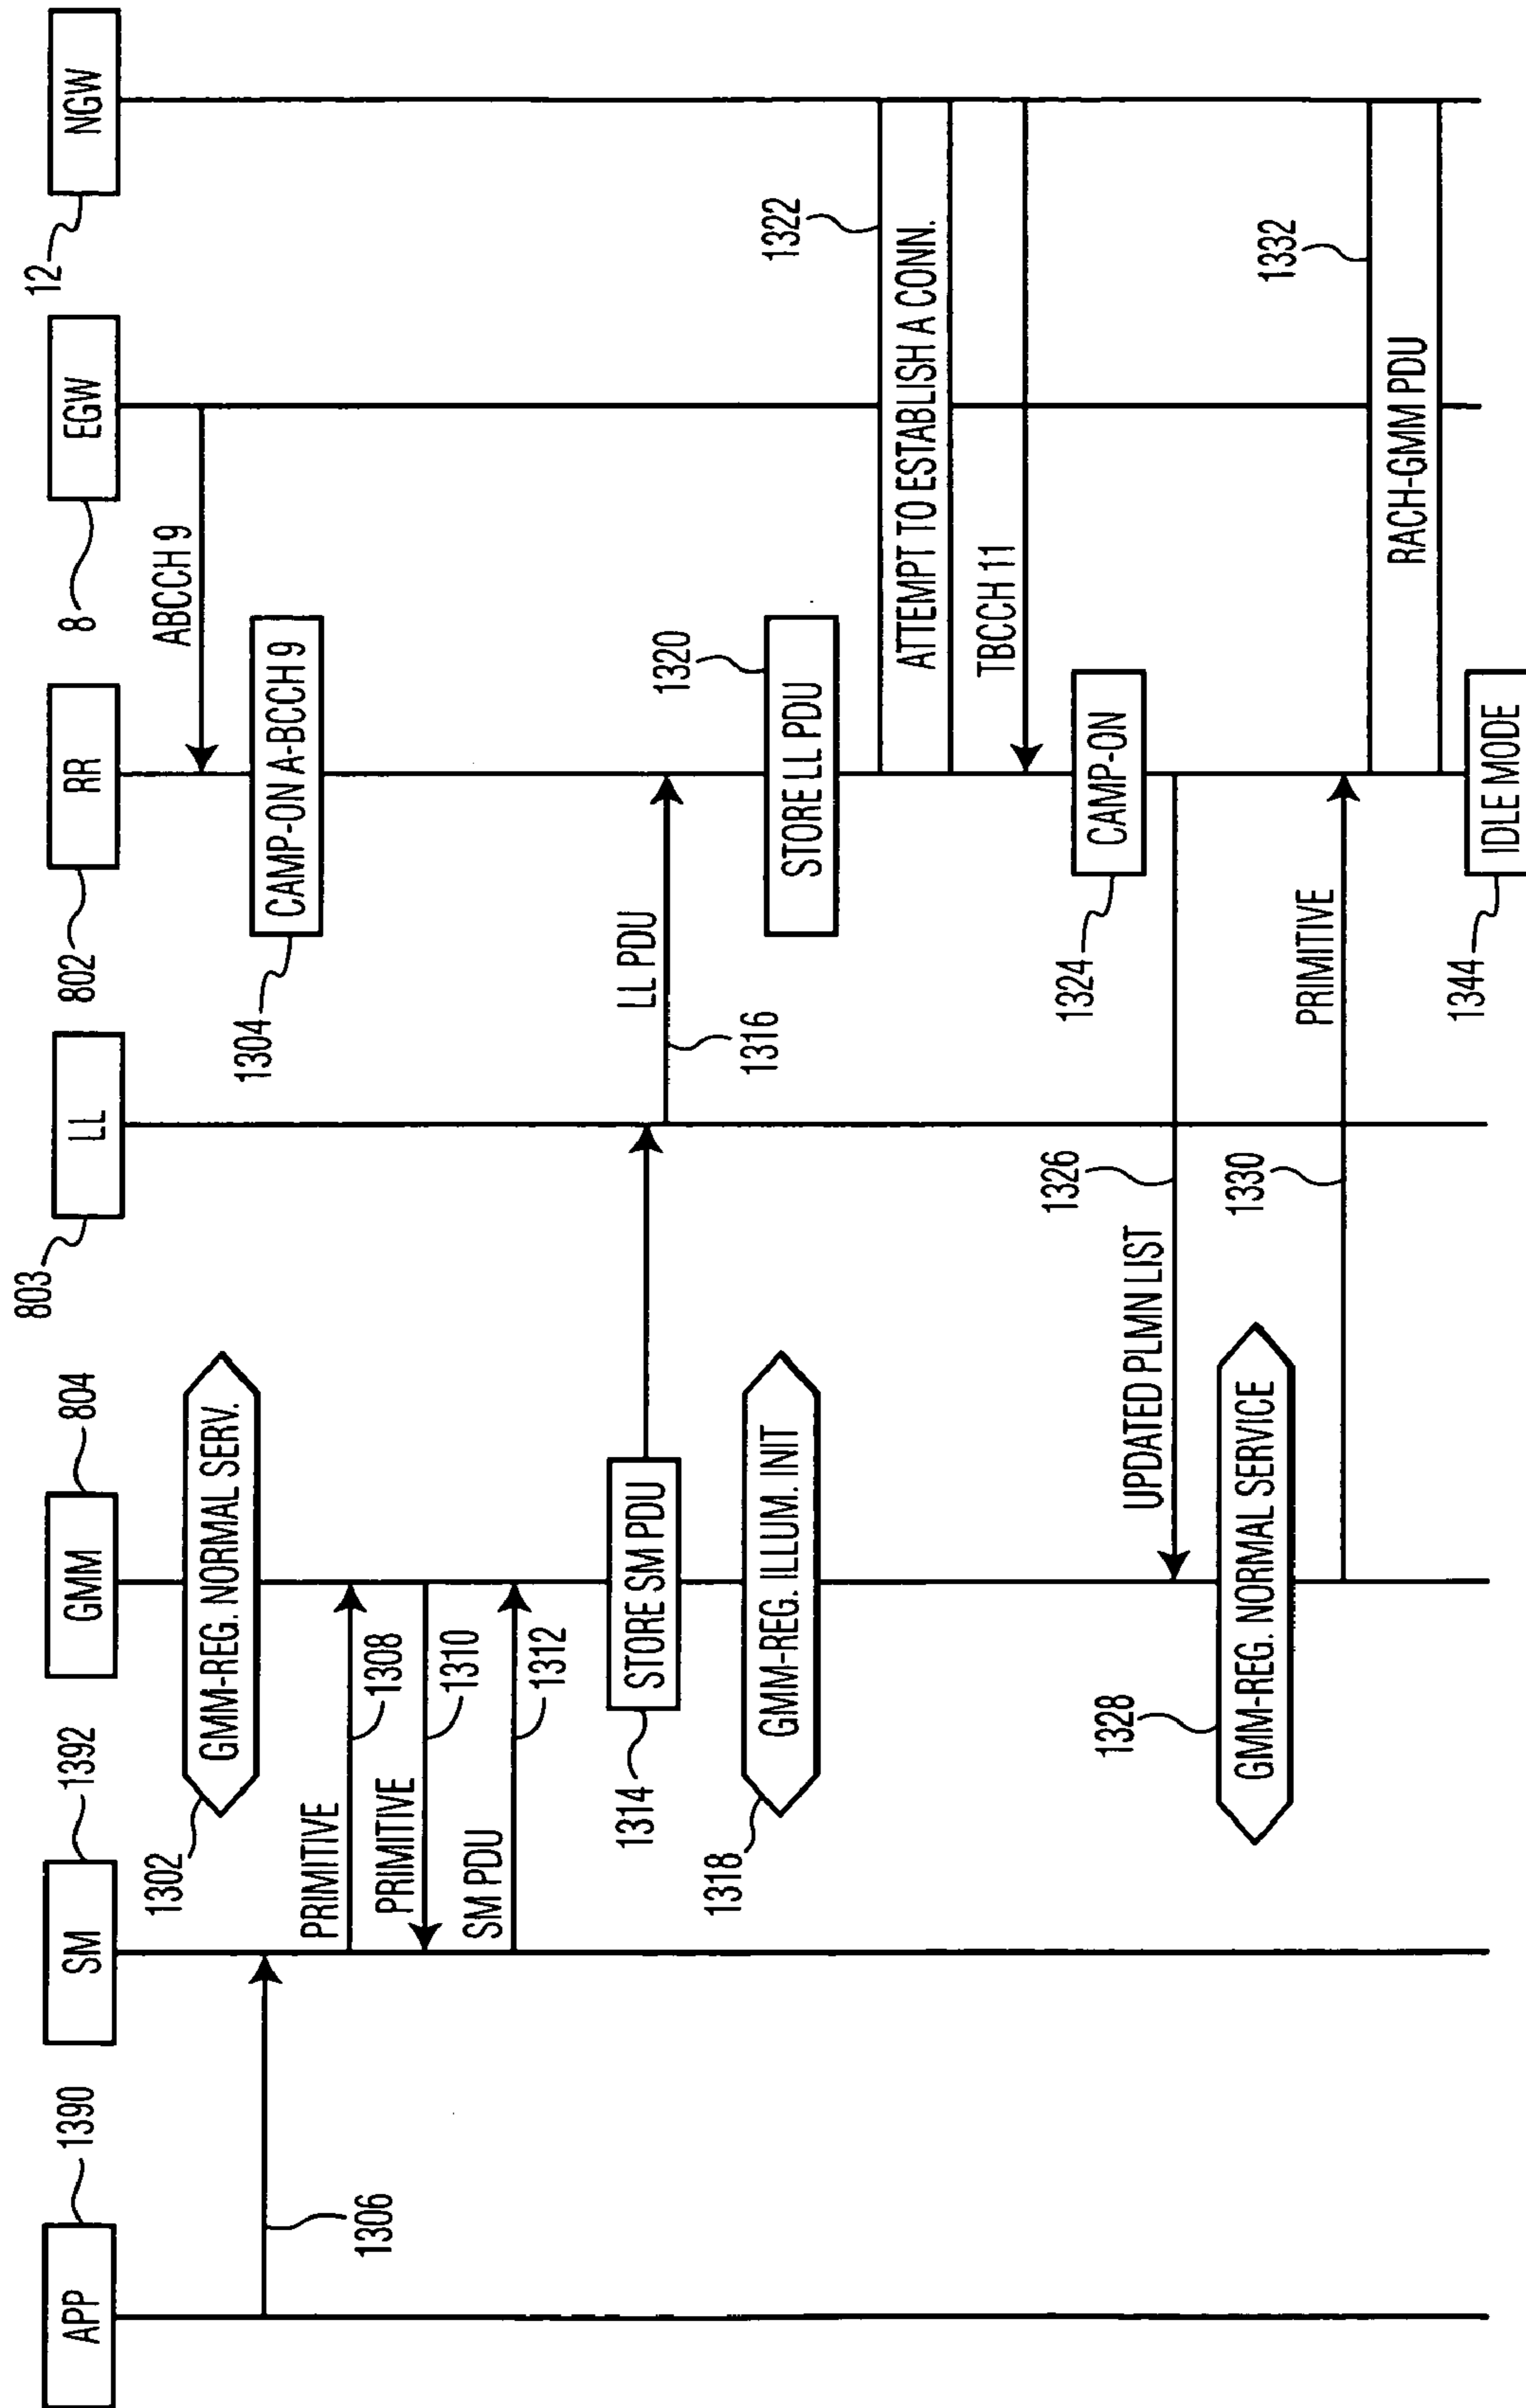 APP
1390
SM
1392
GMM
804
803
LL
802
RR
8
EGW
12
NGW
ABCCH 9
1302
GMM-REG. NORMAL SERV.
1304
CAMP-ON A-BCCH 9
1306
PRIMITIVE
1308
PRIMITIVE
1310
SM PDU
1312
1314
STORE SM PDU
LL PDU
1316
1318
GMM-REG. ILLUM. INIT
STORE LL PDU
1320
ATTEMPT TO ESTABLISH A CONN.
1322
TBCCH 11
1324
CAMP-ON
UPDATED PLMN LIST
1326
1328
GMM-REG. NORMAL SERVICE
1330
PRIMITIVE
RACH-GMM PDU
1332
1344
IDLE MODE